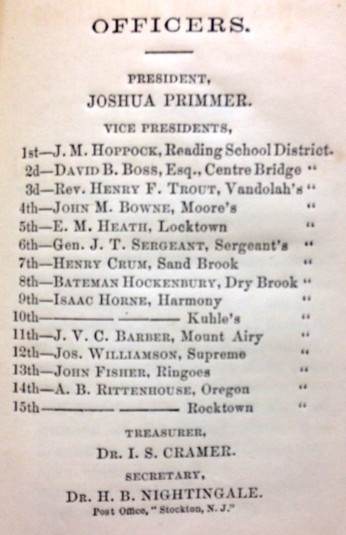 OFFICERS.
PRESIDENT,
JOSHUA PRIMMER.
VICE PRESIDENTS,
1st—J. M. HOPPOCK, Reading School District.
2d—DAVID B. BOSS, Esq., Centre Bridge "
3d—Rev. HENRY F. TROUT, Vandolah's "
4th—JOHN M. BOWNE, Moore's "
5th—E. M. HEATH, Locktown "
6th—Gen. J. T. SERGEANT, Sergeant's "
7th—HENRY CRUM, Sand Brook "
8th—BATEMAN HOCKENBURY, Dry Brook "
9th—ISAAC HORNE, Harmony "
10th—— —— Kuhle's "
11th—J. V. C. BARBER, Mount Airy "
12th—JOS. WILLIAMSON, Supreme "
13th—JOHN FISHER, Ringoes "
14th—A. B. RITTENHOUSE, Oregon "
15th—— —— Rocktown "
TREASURER,
DR. I. S. CRAMER.
SECRETARY,
DR. H. B. NIGHTINGALE.
Post Office, "Stockton, N. J."